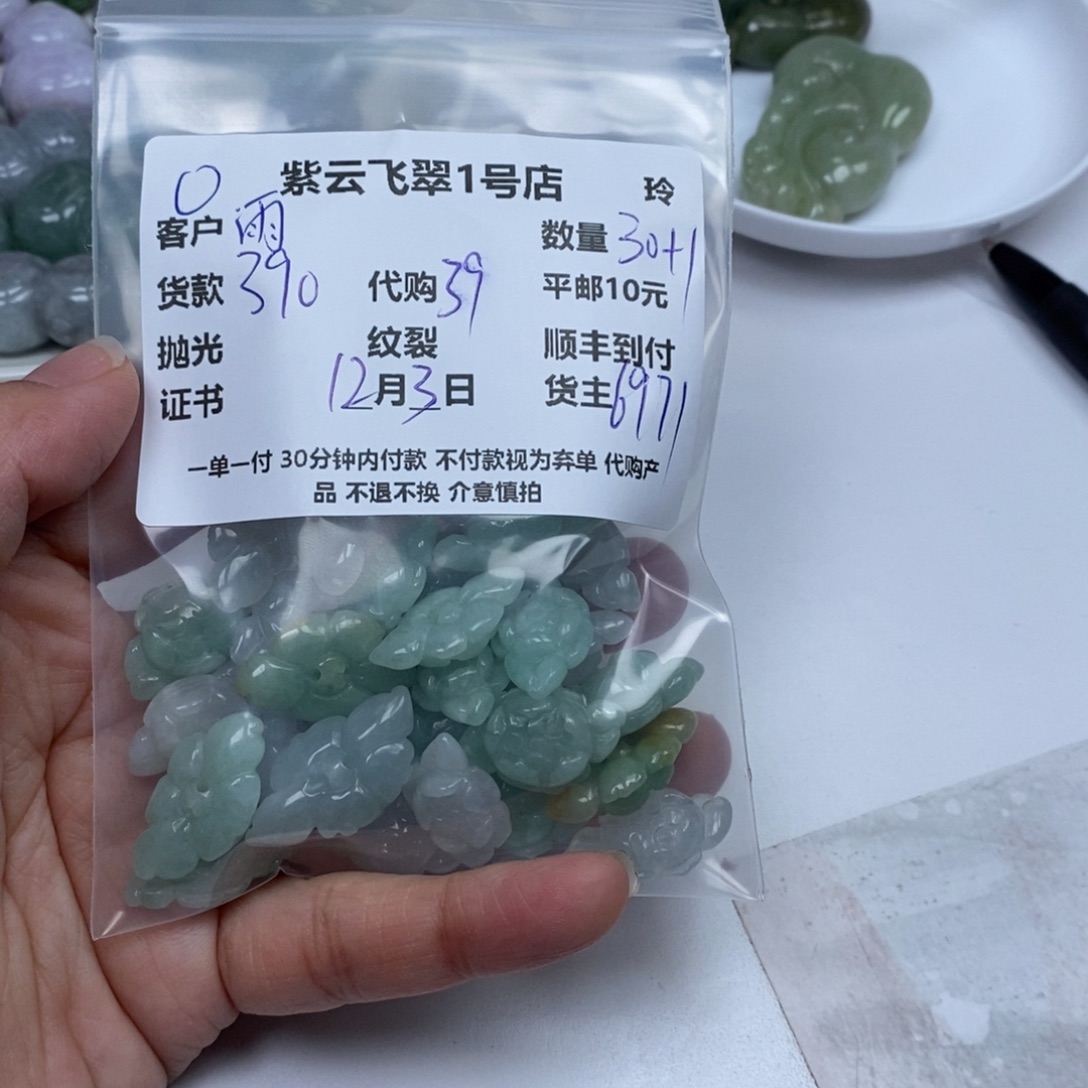 O 紫云飞翠1号店 玲
客户 雨 数量 30+1
货款 390 代购 39 平邮10元
抛光 纹裂 顺丰到付
证书 12月3日 货主 6971
一单一付 30分钟内付款 不付款视为弃单 代购产
品 不退不换 介意慎拍